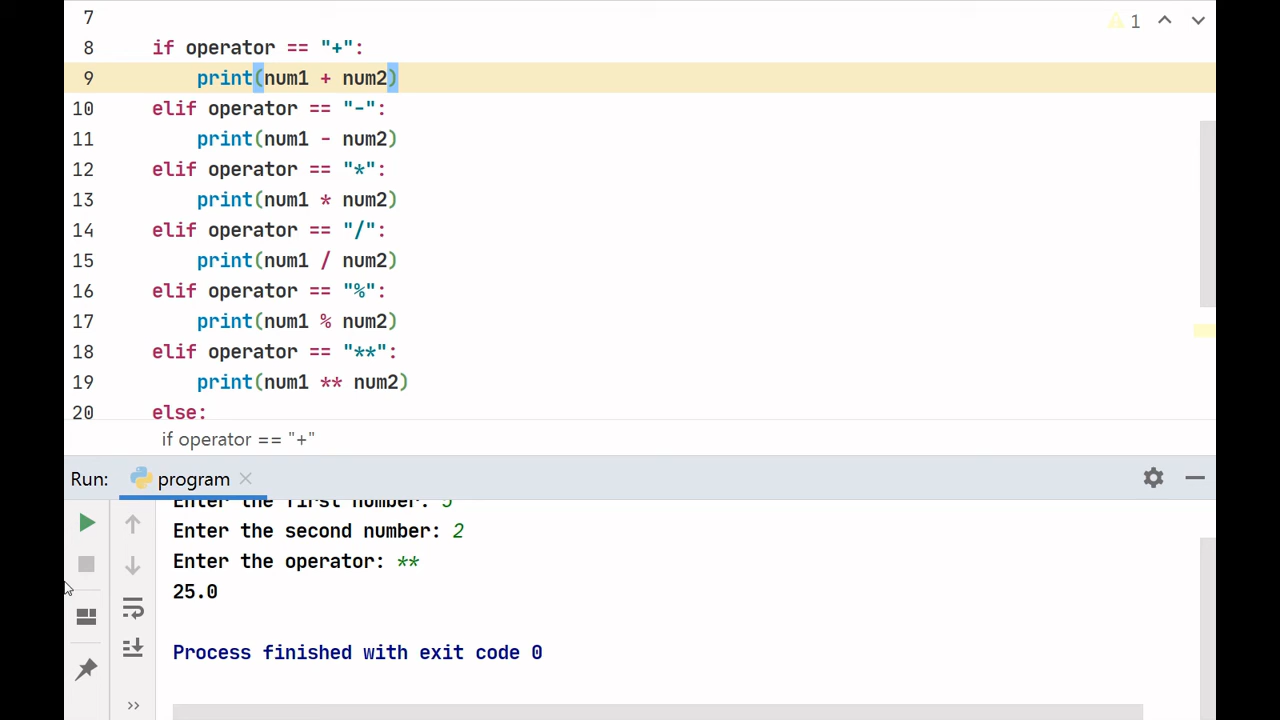 1
7
8 if operator == "+":
9 print(num1 + num2)
10 elif operator == "-":
11 print(num1 - num2)
12 elif operator == "*":
13 print(num1 * num2)
14 elif operator == "/":
15 print(num1 / num2)
16 elif operator == "%":
17 print(num1 % num2)
18 elif operator == "**":
19 print(num1 ** num2)
20 else:
if operator == "+"
Run: program
Enter the first number: 5
Enter the second number: 2
Enter the operator: **
25.0
Process finished with exit code 0